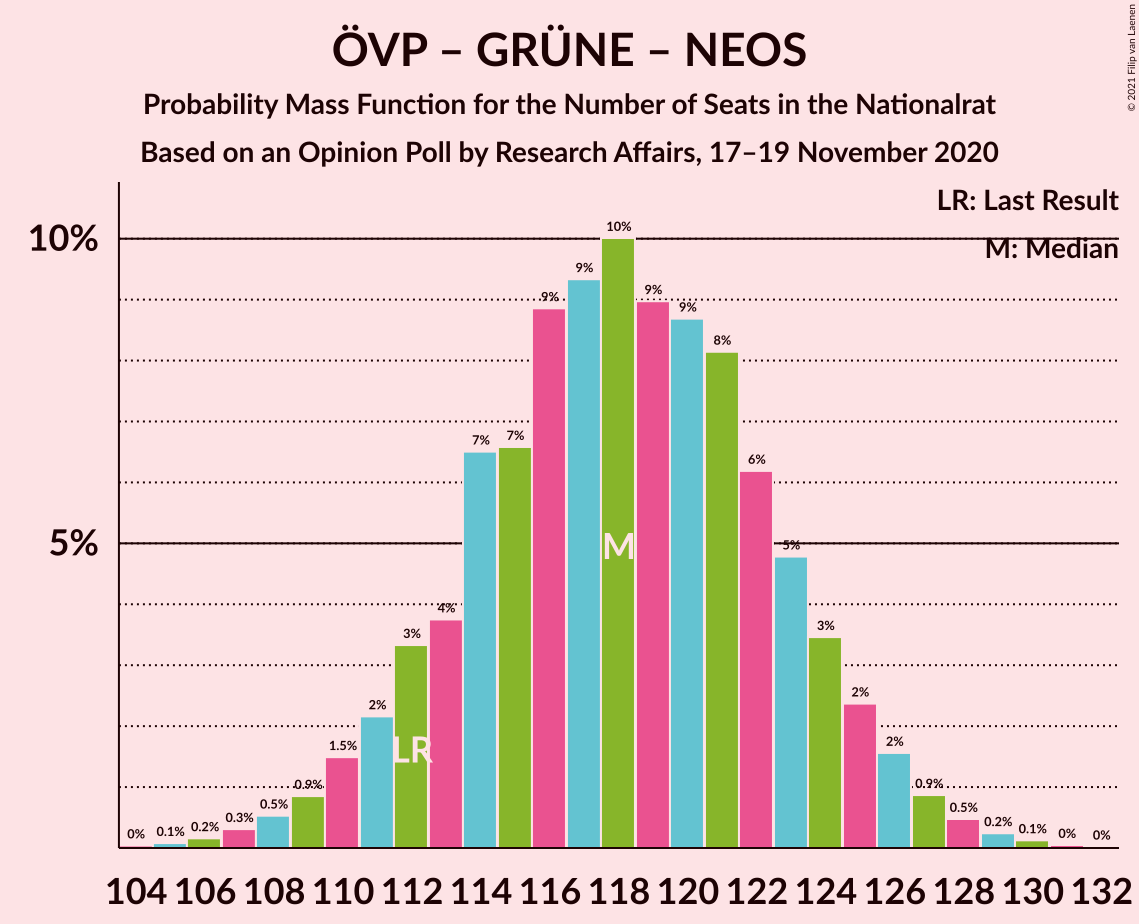 ÖVP – GRÜNE – NEOS
Probability Mass Function for the Number of Seats in the Nationalrat
Based on an Opinion Poll by Research Affairs, 17–19 November 2020
© 2021 Filip van Laenen
LR: Last Result
M: Median
10%
5%
0% 0.1% 0.2% 0.3% 0.5% 0.9% 1.5% 2% 3% 4% 7% 7% 9% 9% 10% 9% 9% 8% 6% 5% 3% 2% 2% 0.9% 0.5% 0.2% 0.1% 0% 0%
M
LR
104 106 108 110 112 114 116 118 120 122 124 126 128 130 132